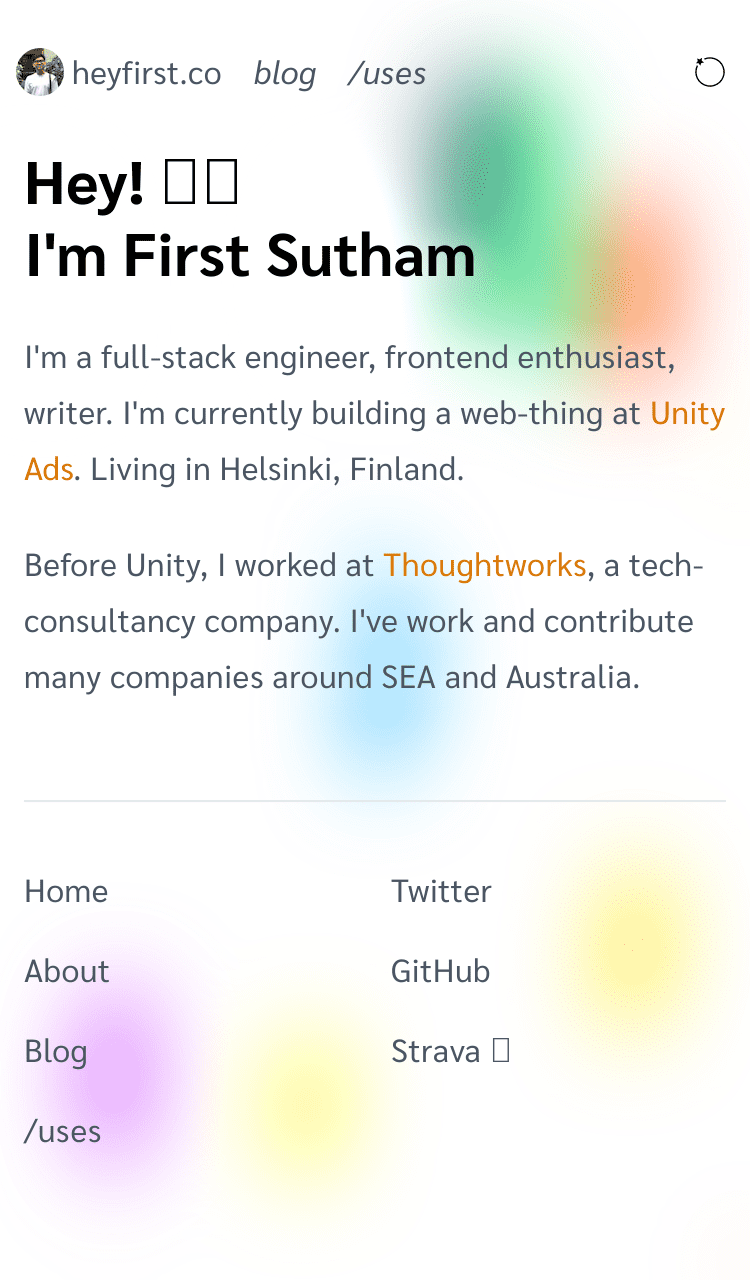 heyfirst.co blog /uses
Hey!
I'm First Sutham
I'm a full-stack engineer, frontend enthusiast,
writer. I'm currently building a web-thing at Unity
Ads. Living in Helsinki, Finland.
Before Unity, I worked at Thoughtworks, a tech-
consultancy company. I've work and contribute
many companies around SEA and Australia.
Home
About
Blog
/uses
Twitter
GitHub
Strava